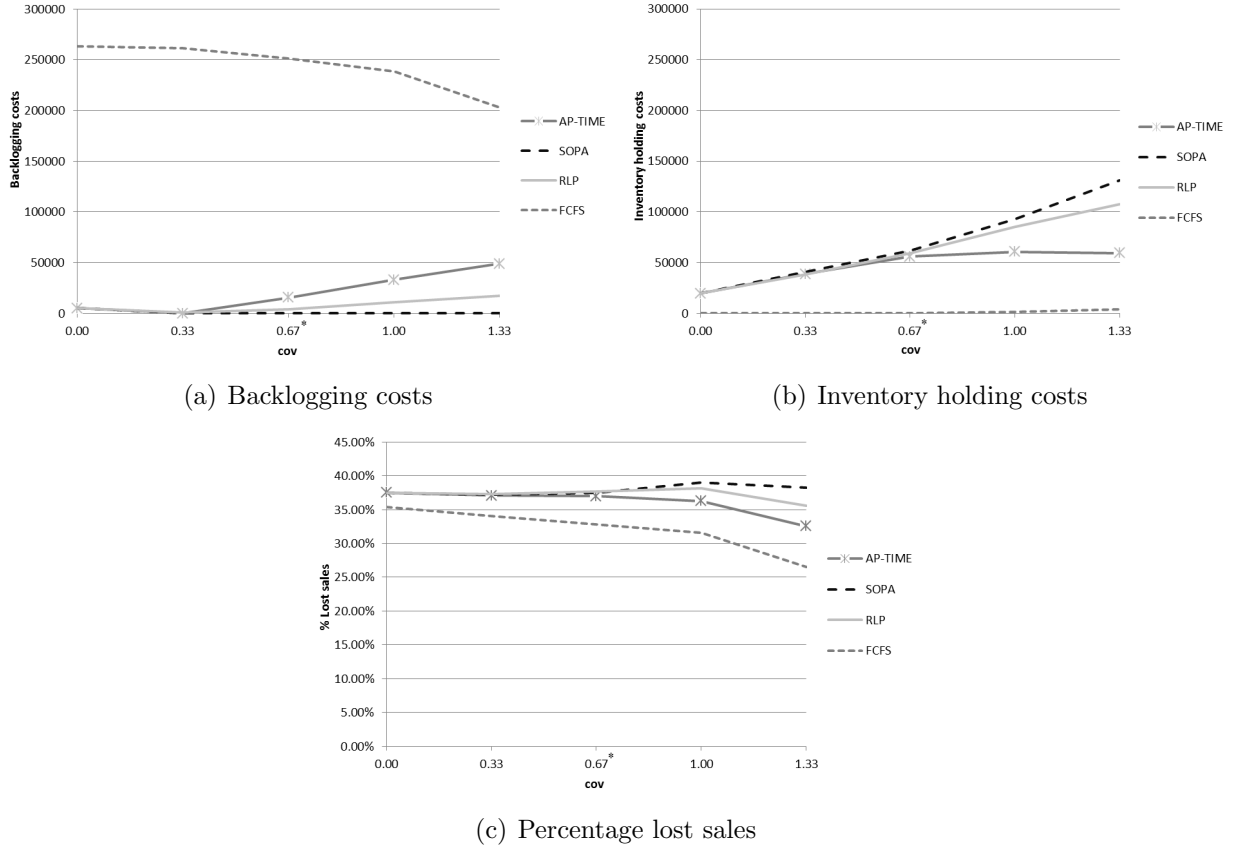 300000
250000
200000
150000
100000
50000
0
Backlogging costs
0.00 0.33 0.67* 1.00 1.33
cov
AP-TIME
SOPA
RLP
FCFS
(a) Backlogging costs
300000
250000
200000
150000
100000
50000
0
Inventory holding costs
0.00 0.33 0.67* 1.00 1.33
cov
AP-TIME
SOPA
RLP
FCFS
(b) Inventory holding costs
45.00%
40.00%
35.00%
30.00%
25.00%
20.00%
15.00%
10.00%
5.00%
0.00%
% Lost sales
0.00 0.33 0.67* 1.00 1.33
cov
AP-TIME
SOPA
RLP
FCFS
(c) Percentage lost sales